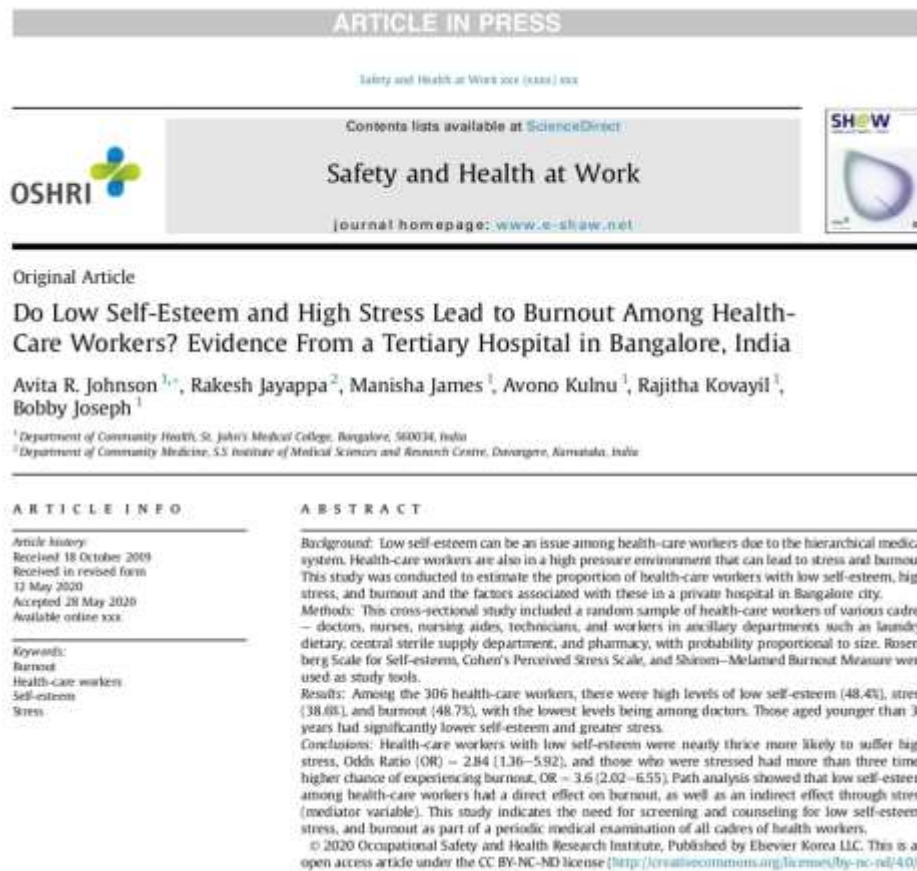 ARTICLE IN PRESS
Safety and Health at Work xxx (xxxx) xxx
Contents lists available at ScienceDirect
Safety and Health at Work
journal homepage: www.e-shaw.net
OSHRI
SH@W
Original Article
Do Low Self-Esteem and High Stress Lead to Burnout Among Health-
Care Workers? Evidence From a Tertiary Hospital in Bangalore, India
Avita R. Johnson 1,*, Rakesh Jayappa 2, Manisha James 1, Avono Kulnu 1, Rajitha Kovayil 1,
Bobby Joseph 1
1 Department of Community Health, St. John's Medical College, Bangalore, 560034, India
2 Department of Community Medicine, S.S Institute of Medical Sciences and Research Centre, Davangere, Karnataka, India
ARTICLE INFO
Article history:
Received 18 October 2019
Received in revised form
12 May 2020
Accepted 28 May 2020
Available online xxx
Keywords:
Burnout
Health-care workers
Self-esteem
Stress
ABSTRACT
Background: Low self-esteem can be an issue among health-care workers due to the hierarchical medica
system. Health-care workers are also in a high pressure environment that can lead to stress and burnou
This study was conducted to estimate the proportion of health-care workers with low self-esteem, hig
stress, and burnout and the factors associated with these in a private hospital in Bangalore city.
Methods: This cross-sectional study included a random sample of health-care workers of various cadre
– doctors, nurses, nursing aides, technicians, and workers in ancillary departments such as laundr
dietary, central sterile supply department, and pharmacy, with probability proportional to size. Rosen
berg Scale for Self-esteem, Cohen's Perceived Stress Scale, and Shirom–Melamed Burnout Measure wer
used as study tools.
Results: Among the 306 health-care workers, there were high levels of low self-esteem (48.4%), stres
(38.6%), and burnout (48.7%), with the lowest levels being among doctors. Those aged younger than 3
years had significantly lower self-esteem and greater stress.
Conclusions: Health-care workers with low self-esteem were nearly thrice more likely to suffer hig
stress, Odds Ratio (OR) = 2.84 (1.36–5.92), and those who were stressed had more than three time
higher chance of experiencing burnout, OR = 3.6 (2.02–6.55). Path analysis showed that low self-esteer
among health-care workers had a direct effect on burnout, as well as an indirect effect through stre
(mediator variable). This study indicates the need for screening and counseling for low self-esteem
stress, and burnout as part of a periodic medical examination of all cadres of health workers.
© 2020 Occupational Safety and Health Research Institute, Published by Elsevier Korea LLC. This is a
open access article under the CC BY-NC-ND license (http://creativecommons.org/licenses/by-nc-nd/4.0/